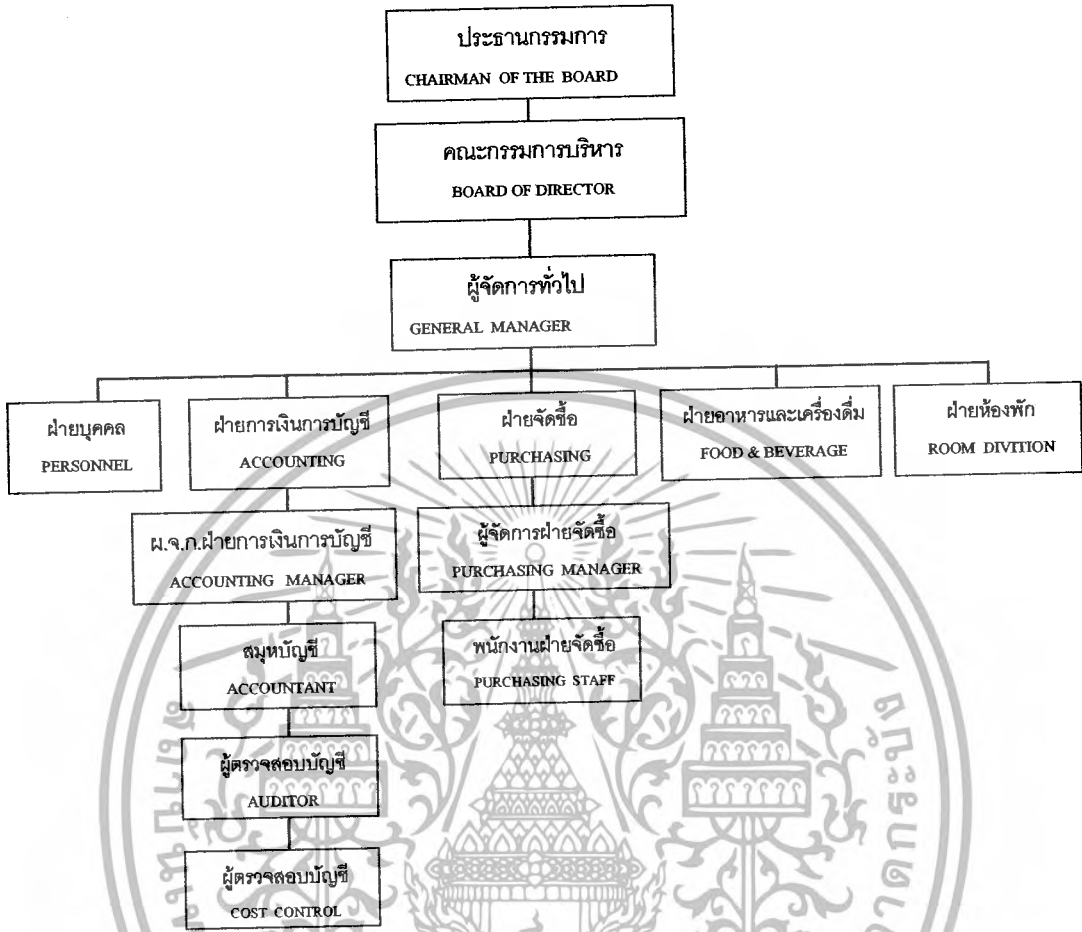 ประธานกรรมการ
CHAIRMAN OF THE BOARD
คณะกรรมการบริหาร
BOARD OF DIRECTOR
ผู้จัดการทั่วไป
GENERAL MANAGER
ฝ่ายบุคคล
PERSONNEL
ฝ่ายการเงินการบัญชี
ACCOUNTING
ฝ่ายจัดซื้อ
PURCHASING
ฝ่ายอาหารและเครื่องดื่ม
FOOD & BEVERAGE
ฝ่ายห้องพัก
ROOM DIVITION
ผ.จ.ก.ฝ่ายการเงินการบัญชี
ACCOUNTING MANAGER
ผู้จัดการฝ่ายจัดซื้อ
PURCHASING MANAGER
สมุหบัญชี
ACCOUNTANT
พนักงานฝ่ายจัดซื้อ
PURCHASING STAFF
ผู้ตรวจสอบบัญชี
AUDITOR
ผู้ตรวจสอบบัญชี
COST CONTROL